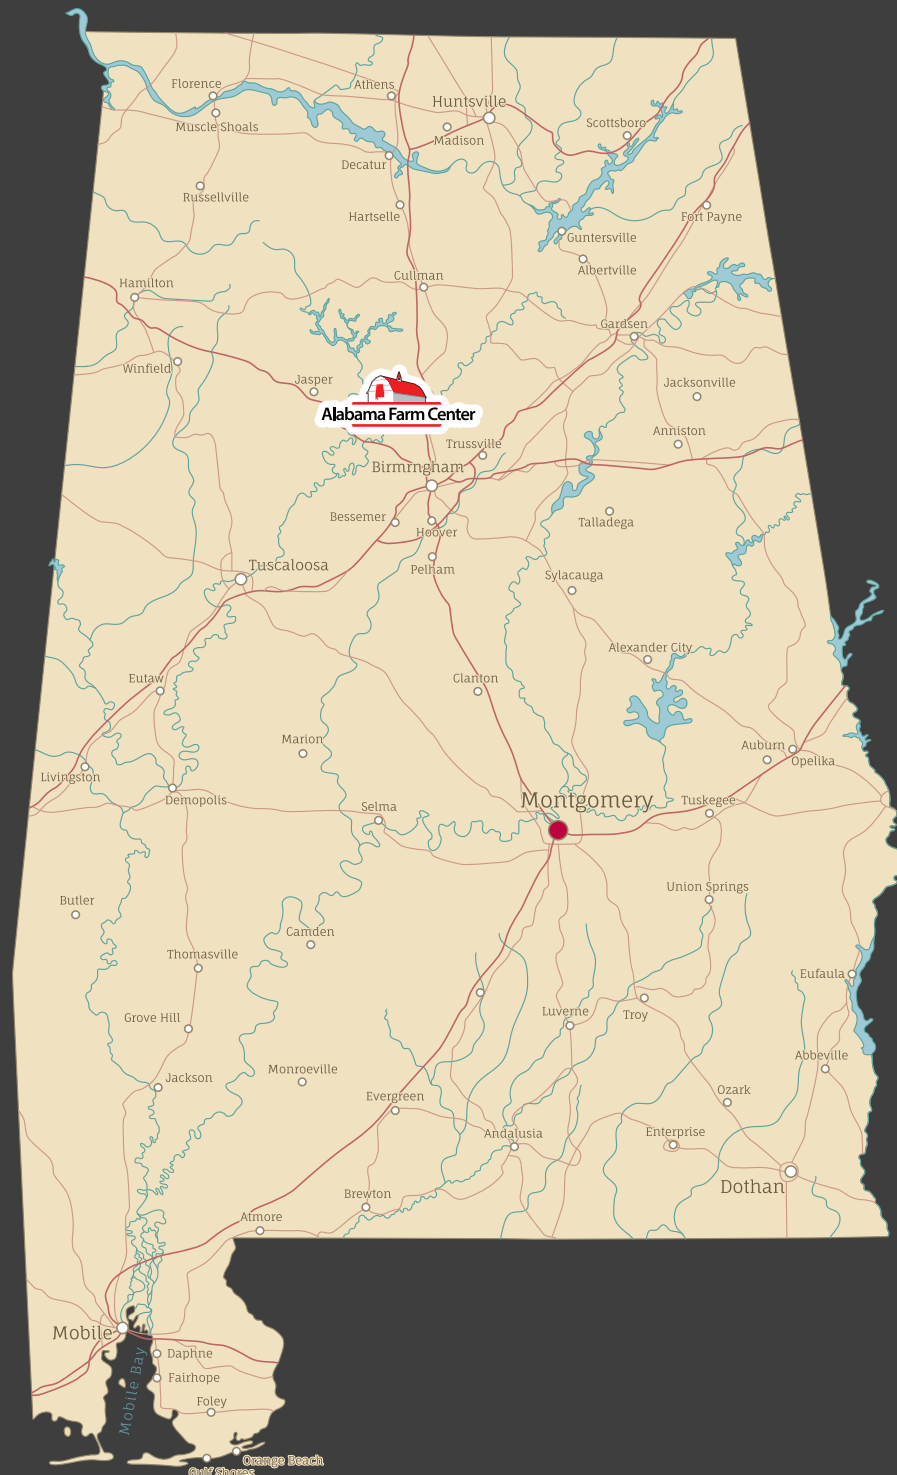 Florence
Athens
Huntsville
Muscle Shoals
Scottsboro
Madison
Decatur
Russellville
Hartselle
Fort Payne
Guntersville
Albertville
Cullman
Hamilton
Gardsen
Winfield
Jasper
Jacksonville
Alabama Farm Center
Anniston
Trussville
Birmrngham
Bessemer
Talladega
Hoover
Pelham
Tuscaloosa
Sylacauga
Alexander City
Eutaw
Clanton
Marion
Auburn
Opelika
Livingston
Demopolis
Selma
Montgomery
Tuskegee
Union Springs
Butler
Camden
Thomasville
Eufaula
Grove Hill
Luverne
Troy
Abbeville
Jackson
Monroeville
Evergreen
Ozark
Andalusia
Enterprise
Dothan
Brewton
Atmore
Mobile
Daphne
Mobile Bay
Fairhope
Foley
Orange Beach
Gulf Shores